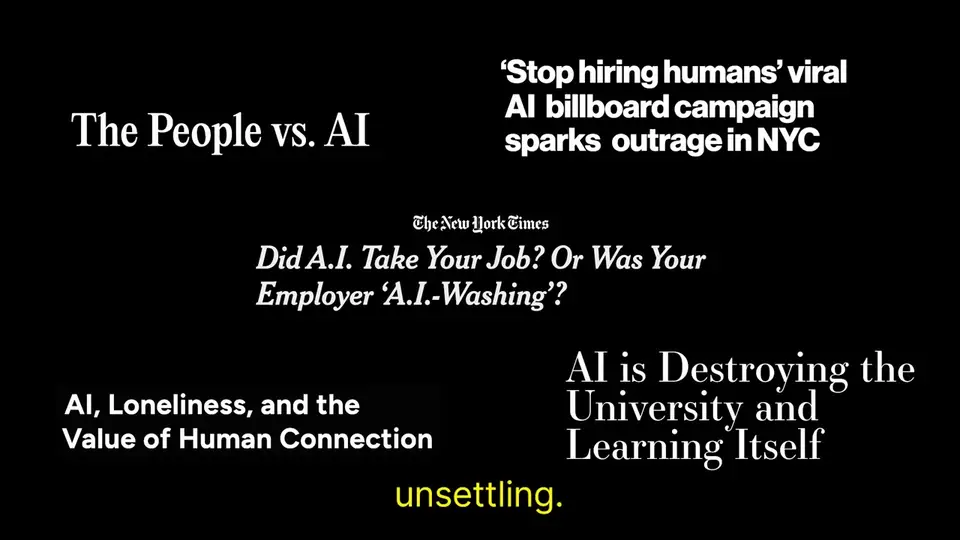 The People vs. AI
‘Stop hiring humans’ viral
AI billboard campaign
sparks outrage in NYC
The New York Times
Did A.I. Take Your Job? Or Was Your
Employer ‘A.I.-Washing’?
AI, Loneliness, and the
Value of Human Connection
AI is Destroying the
University and
Learning Itself
unsettling.